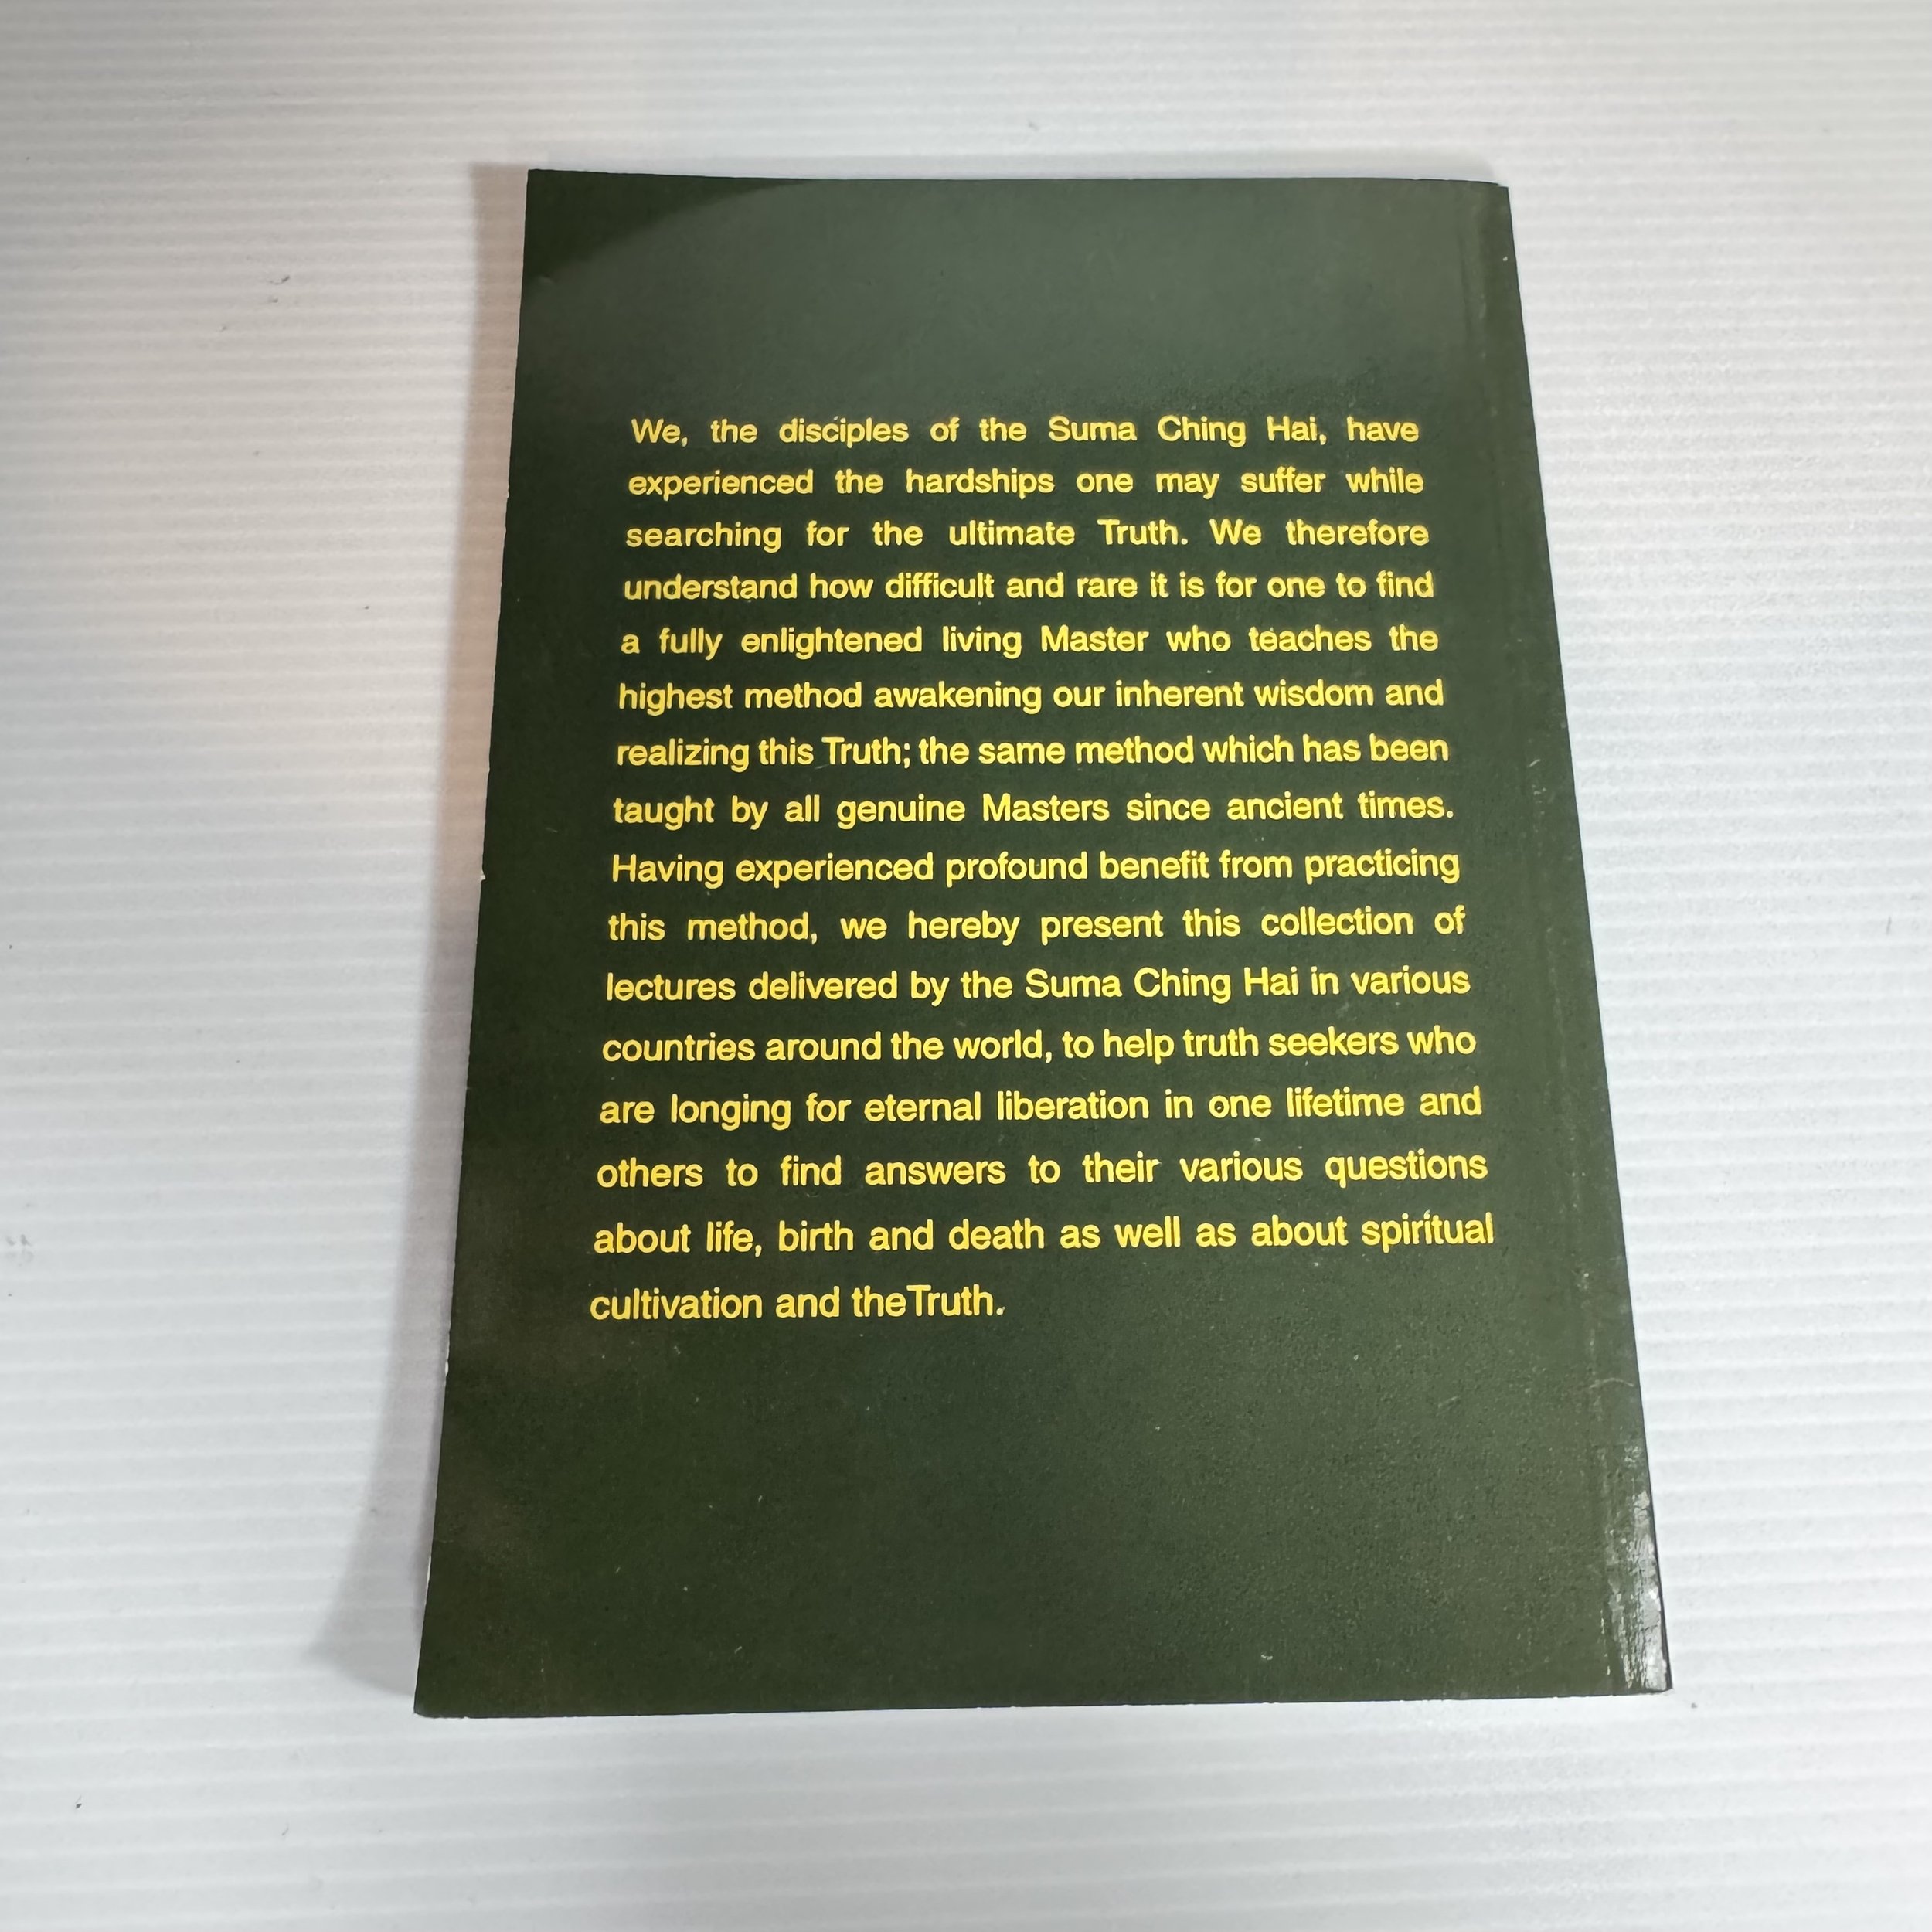 We, the disciples of the Suma Ching Hai, have
experienced the hardships one may suffer while
searching for the ultimate Truth. We therefore
understand how difficult and rare it is for one to find
a fully enlightened living Master who teaches the
highest method awakening our inherent wisdom and
realizing this Truth; the same method which has been
taught by all genuine Masters since ancient times.
Having experienced profound benefit from practicing
this method, we hereby present this collection of
lectures delivered by the Suma Ching Hai in various
countries around the world, to help truth seekers who
are longing for eternal liberation in one lifetime and
others to find answers to their various questions
about life, birth and death as well as about spiritual
cultivation and theTruth.